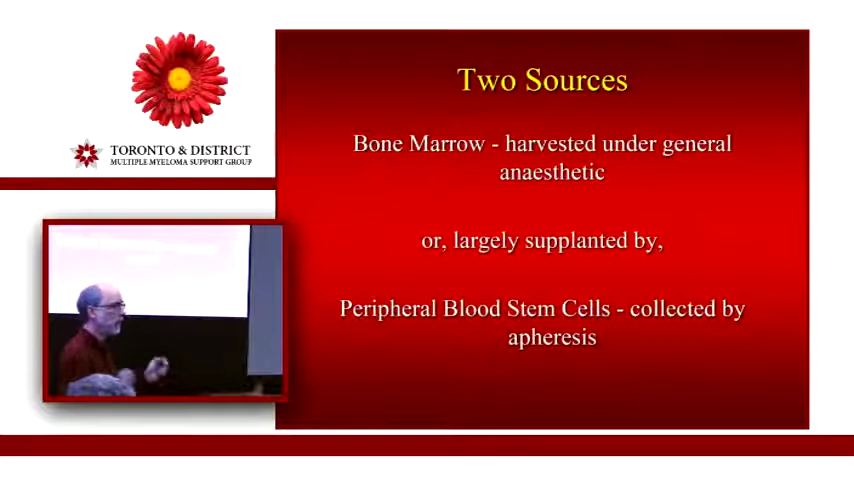 TORONTO & DISTRICT
MULTIPLE MYELOMA SUPPORT GROUP
Two Sources
Bone Marrow - harvested under general
anaesthetic
or, largely supplanted by,
Peripheral Blood Stem Cells - collected by
apheresis